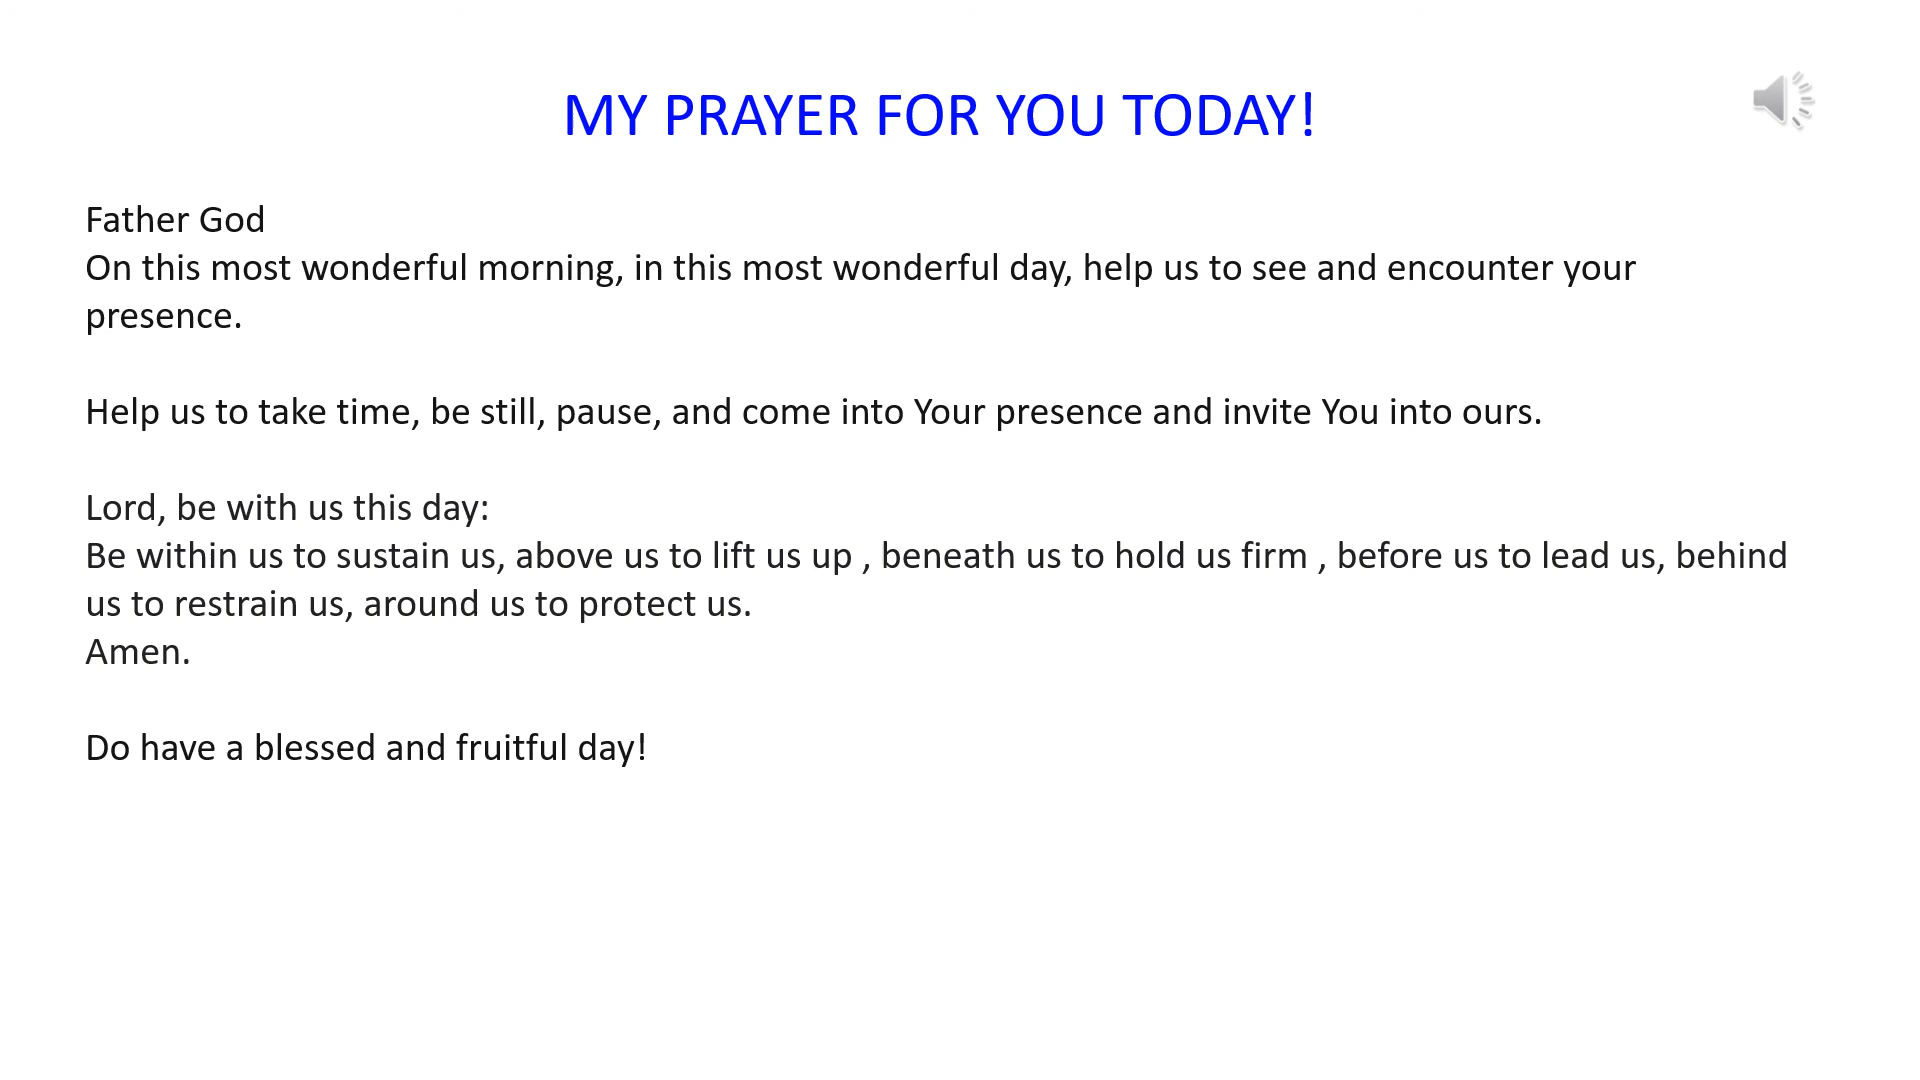 MY PRAYER FOR YOU TODAY!
Father God
On this most wonderful morning, in this most wonderful day, help us to see and encounter your
presence.
Help us to take time, be still, pause, and come into Your presence and invite You into ours.
Lord, be with us this day:
Be within us to sustain us, above us to lift us up , beneath us to hold us firm , before us to lead us, behind
us to restrain us, around us to protect us.
Amen.
Do have a blessed and fruitful day!